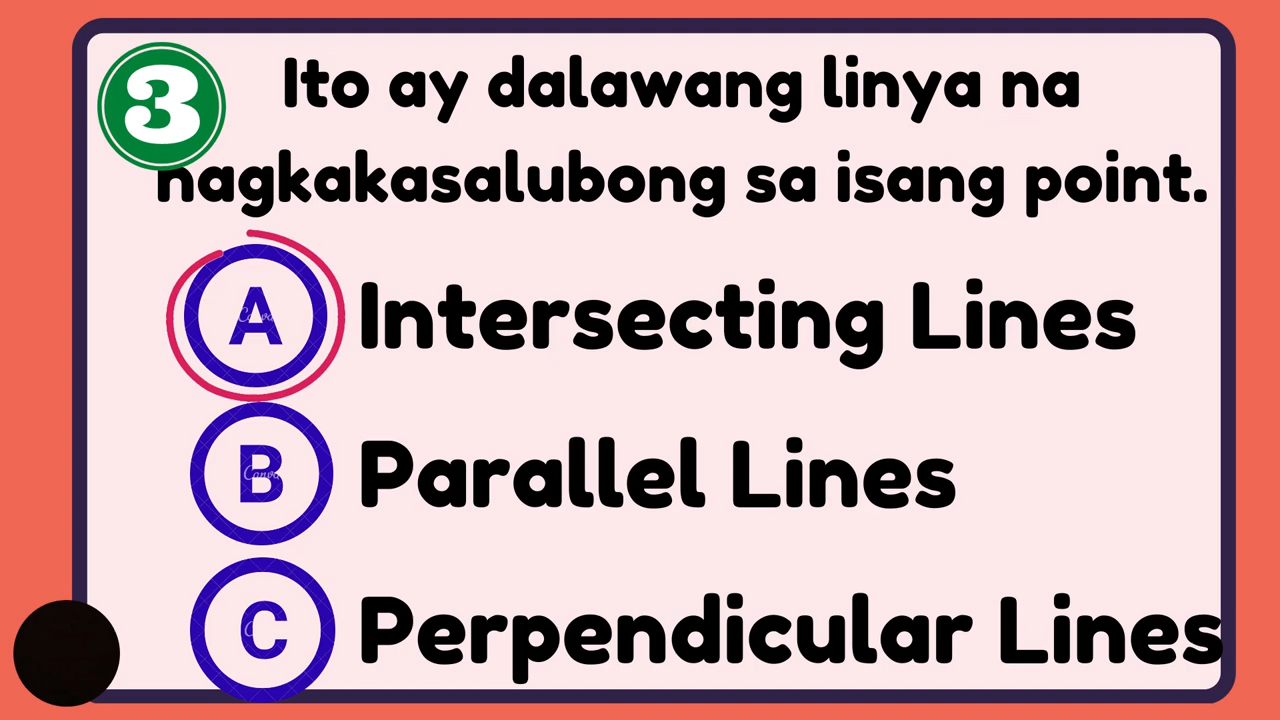 3
Ito ay dalawang linya na
nagkakasalubong sa isang point.
A Intersecting Lines
B Parallel Lines
C Perpendicular Lines